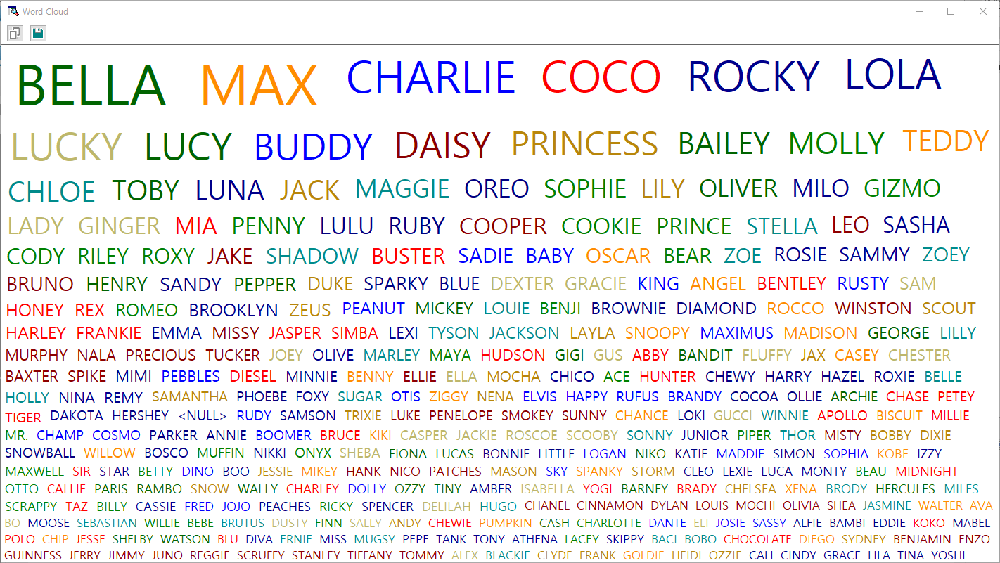 Word Cloud
BELLA MAX CHARLIE COCO ROCKY LOLA
LUCKY LUCY BUDDY DAISY PRINCESS BAILEY MOLLY TEDDY
CHLOE TOBY LUNA JACK MAGGIE OREO SOPHIE LILY OLIVER MILO GIZMO
LADY GINGER MIA PENNY LULU RUBY COOPER COOKIE PRINCE STELLA LEO SASHA
CODY RILEY ROXY JAKE SHADOW BUSTER SADIE BABY OSCAR BEAR ZOE ROSIE SAMMY ZOEY
BRUNO HENRY SANDY PEPPER DUKE SPARKY BLUE DEXTER GRACIE KING ANGEL BENTLEY RUSTY SAM
HONEY REX ROMEO BROOKLYN ZEUS PEANUT MICKEY LOUIE BENJI BROWNIE DIAMOND ROCCO WINSTON SCOUT
HARLEY FRANKIE EMMA MISSY JASPER SIMBA LEXI TYSON JACKSON LAYLA SNOOPY MAXIMUS MADISON GEORGE LILLY
MURPHY NALA PRECIOUS TUCKER JOEY OLIVE MARLEY MAYA HUDSON GIGI GUS ABBY BANDIT FLUFFY JAX CASEY CHESTER
BAXTER SPIKE MIMI PEBBLES DIESEL MINNIE BENNY ELLIE ELLA MOCHA CHICO ACE HUNTER CHEWY HARRY HAZEL ROXIE BELLE
HOLLY NINA REMY SAMANTHA PHOEBE FOXY SUGAR OTIS ZIGGY NENA ELVIS HAPPY RUFUS BRANDY COCOA OLLIE ARCHIE CHASE PETEY
TIGER DAKOTA HERSHEY <NULL> RUDY SAMSON TRIXIE LUKE PENELOPE SMOKEY SUNNY CHANCE LOKI GUCCI WINNIE APOLLO BISCUIT MILLIE
MR. CHAMP COSMO PARKER ANNIE BOOMER BRUCE KIKI CASPER JACKIE ROSCOE SCOOBY SONNY JUNIOR PIPER THOR MISTY BOBBY DIXIE
SNOWBALL WILLOW BOSCO MUFFIN NIKKI ONYX SHEBA FIONA LUCAS BONNIE LITTLE LOGAN NIKO KATIE MADDIE SIMON SOPHIA KOBE IZZY
MAXWELL SIR STAR BETTY DINO BOO JESSIE MIKEY HANK NICO PATCHES MASON SKY SPANKY STORM CLEO LEXIE LUCA MONTY BEAU MIDNIGHT
OTTO CALLIE PARIS RAMBO SNOW WALLY CHARLEY DOLLY OZZY TINY AMBER ISABELLA YOGI BARNEY BRADY CHELSEA XENA BRODY HERCULES MILES
SCRAPPY TAZ BILLY CASSIE FRED JOJO PEACHES RICKY SPENCER DELILAH HUGO CHANEL CINNAMON DYLAN LOUIS MOCHI OLIVIA SHEA JASMINE WALTER AVA
BO MOOSE SEBASTIAN WILLIE BEBE BRUTUS DUSTY FINN SALLY ANDY CHEWIE PUMPKIN CASH CHARLOTTE DANTE ELI JOSIE SASSY ALFIE BAMBI EDDIE KOKO MABEL
POLO CHIP JESSE SHELBY WATSON BLU DIVA ERNIE MISS MUGSY PEPE TANK TONY ATHENA LACEY SKIPPY BACI BOBO CHOCOLATE DIEGO SYDNEY BENJAMIN ENZO
GUINNESS JERRY JIMMY JUNO REGGIE SCRUFFY STANLEY TIFFANY TOMMY ALEX BLACKIE CLYDE FRANK GOLDIE HEIDI OZZIE CALI CINDY GRACE LILA TINA YOSHI